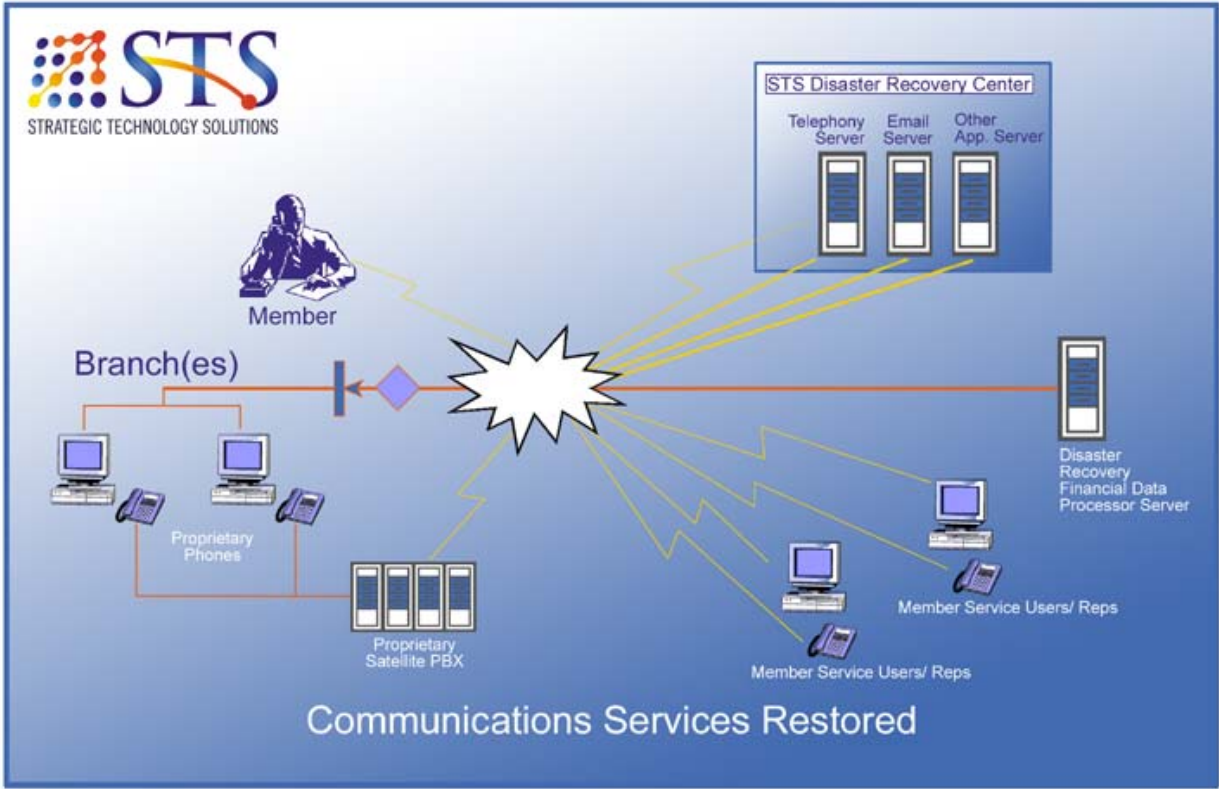 STS
STRATEGIC TECHNOLOGY SOLUTIONS
STS Disaster Recovery Center
Telephony
Server
Email
Server
Other
App. Server
Member
Branch(es)
Proprietary
Phones
Proprietary
Satellite PBX
Disaster
Recovery
Financial Data
Processor Server
Member Service Users/ Reps
Member Service Users/ Reps
Communications Services Restored